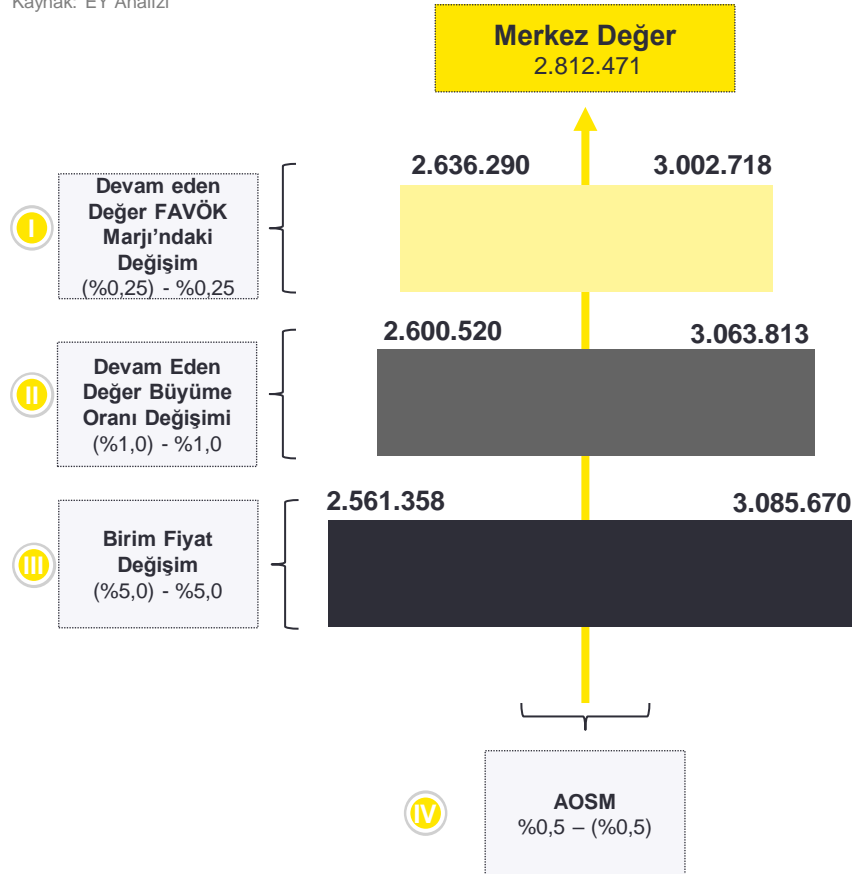 Kaynak: EY Analizi
Merkez Değer
2.812.471
2.636.290 3.002.718
I
Devam eden
Değer FAVÖK
Marjı’ndaki
Değişim
(%0,25) - %0,25
2.600.520 3.063.813
II
Devam Eden
Değer Büyüme
Oranı Değişimi
(%1,0) - %1,0
2.561.358 3.085.670
III
Birim Fiyat
Değişim
(%5,0) - %5,0
IV
AOSM
%0,5 – (%0,5)